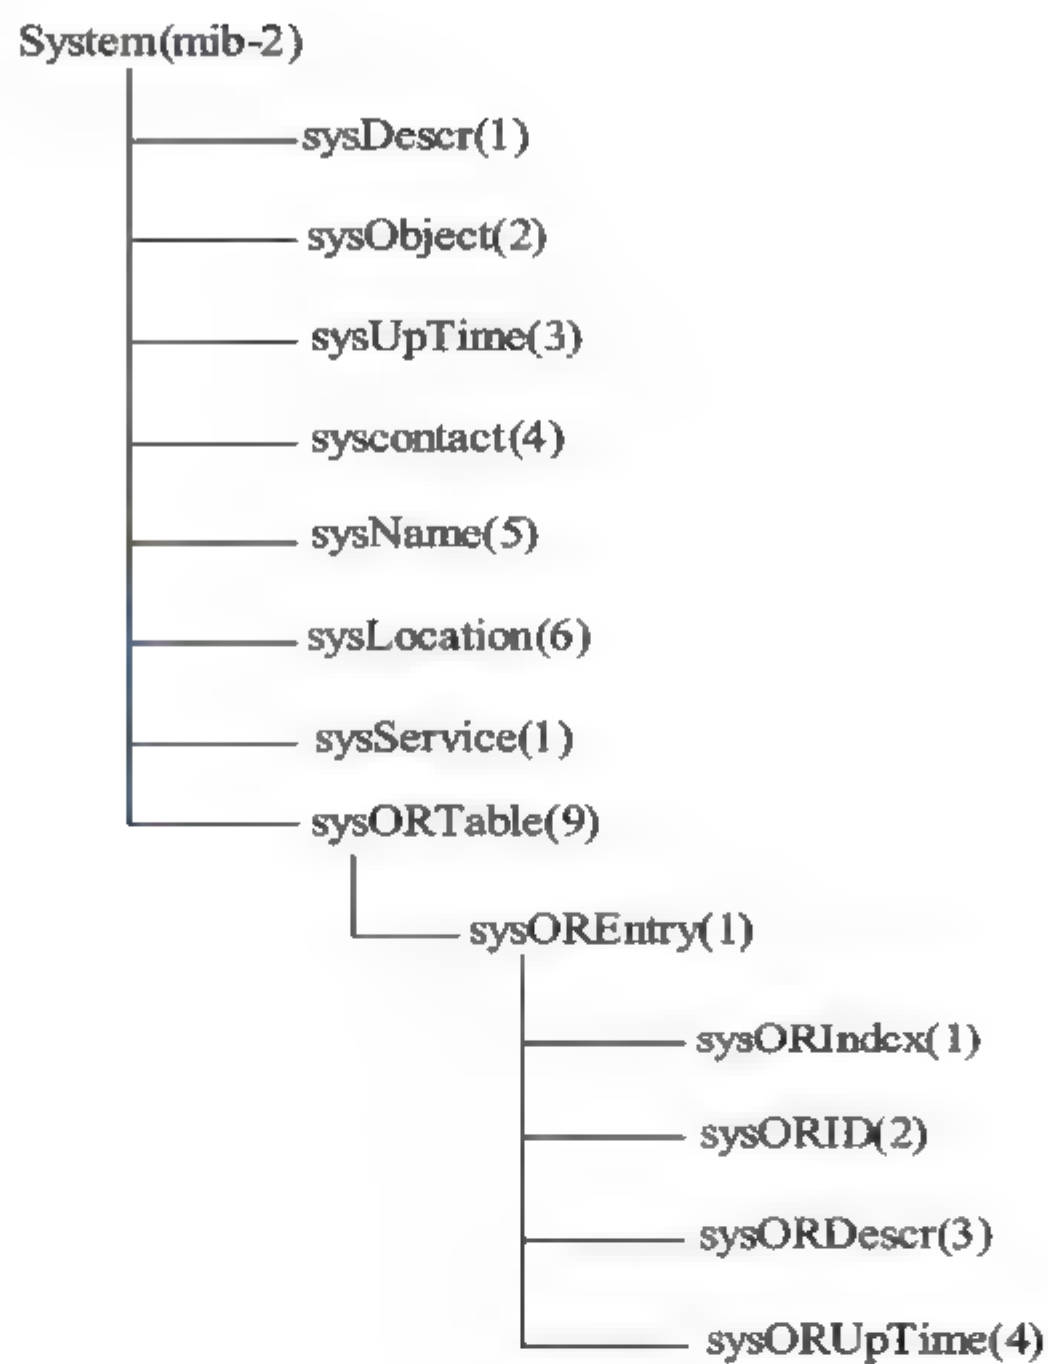 System(mib-2)
sysDescr(1)
sysObject(2)
sysUpTime(3)
syscontact(4)
sysName(5)
sysLocation(6)
sysService(1)
sysORTable(9)
sysOREntry(1)
sysORIndex(1)
sysORID(2)
sysORDescr(3)
sysORUpTime(4)